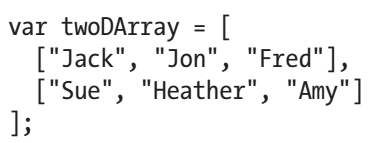 var twoDArray = [
  ["Jack", "Jon", "Fred"],
  ["Sue", "Heather", "Amy"]
];